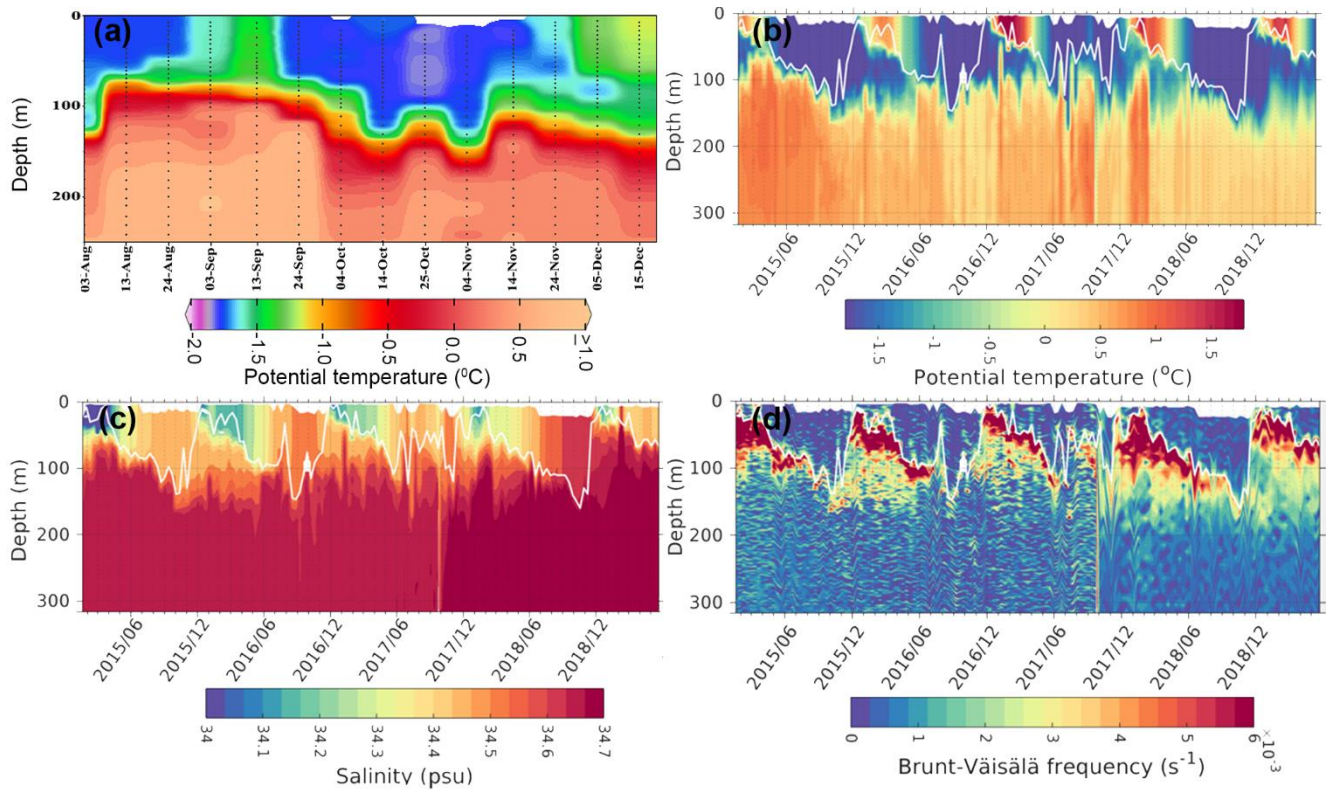 (a)
0
100
200
Depth (m)
03-Aug
13-Aug
24-Aug
03-Sep
13-Sep
24-Sep
04-Oct
14-Oct
25-Oct
04-Nov
14-Nov
24-Nov
05-Dec
15-Dec
-2.0
-1.5
-1.0
-0.5
0.0
0.5
>1.0
Potential temperature (⁰C)
(b)
0
100
200
300
Depth (m)
2015/06
2015/12
2016/06
2016/12
2017/06
2017/12
2018/06
2018/12
-1.5
-1
-0.5
0
0.5
1
1.5
Potential temperature (°C)
(c)
0
100
200
300
Depth (m)
2015/06
2015/12
2016/06
2016/12
2017/06
2017/12
2018/06
2018/12
34
34.1
34.2
34.3
34.4
34.5
34.6
34.7
Salinity (psu)
(d)
0
100
200
300
Depth (m)
2015/06
2015/12
2016/06
2016/12
2017/06
2017/12
2018/06
2018/12
0
1
2
3
4
5
6
×10⁻³
Brunt-Väisälä frequency (s⁻¹)